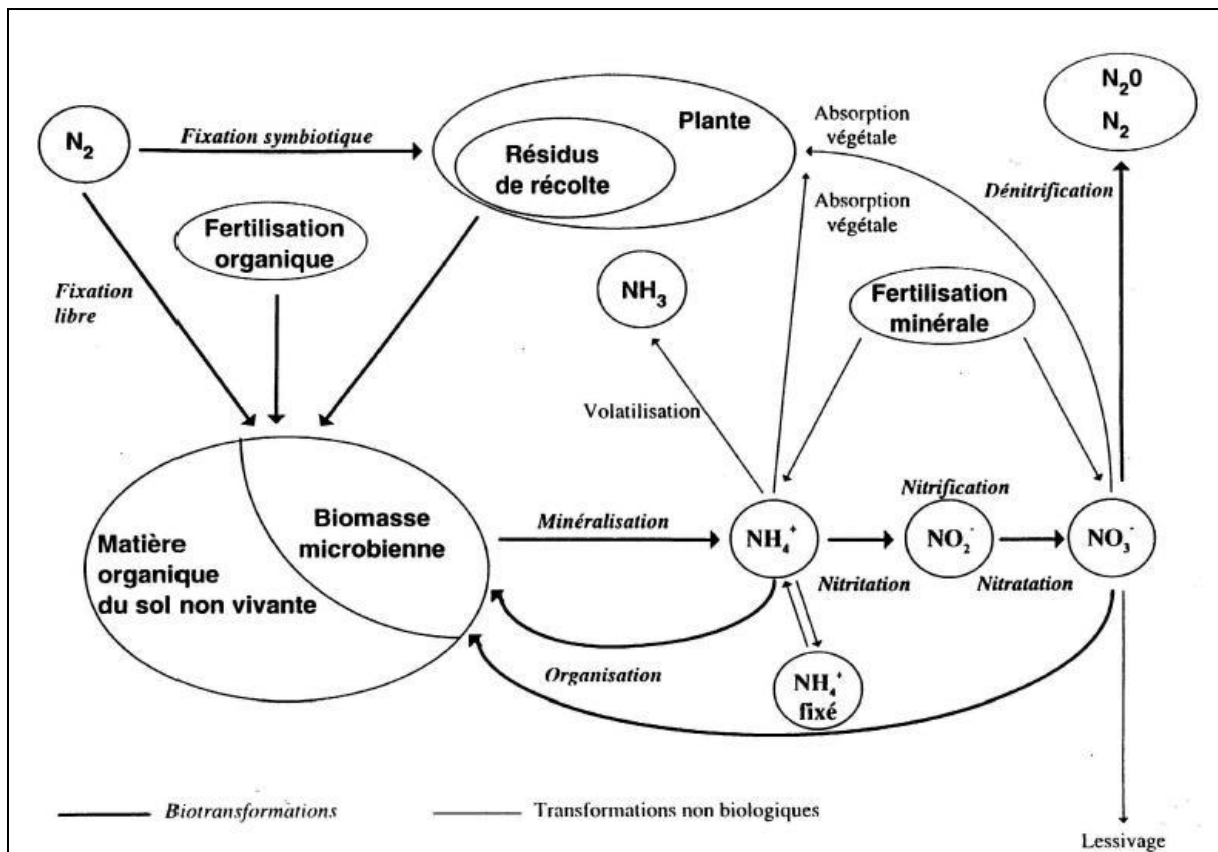 N₂
Fixation symbiotique
Plante
Résidus
de récolte
Absorption
végétale
N₂0
N₂
Dénitrification
Fertilisation
organique
Absorption
végétale
Fixation
libre
NH₃
Fertilisation
minérale
Volatilisation
Biomasse
microbienne
Matière
organique
du sol non vivante
Minéralisation
NH₄⁺
Nitrification
NO₂⁻
NO₃⁻
Nitritation
Nitratation
Organisation
NH₄⁺
fixé
Biotransformations
Transformations non biologiques
Lessivage